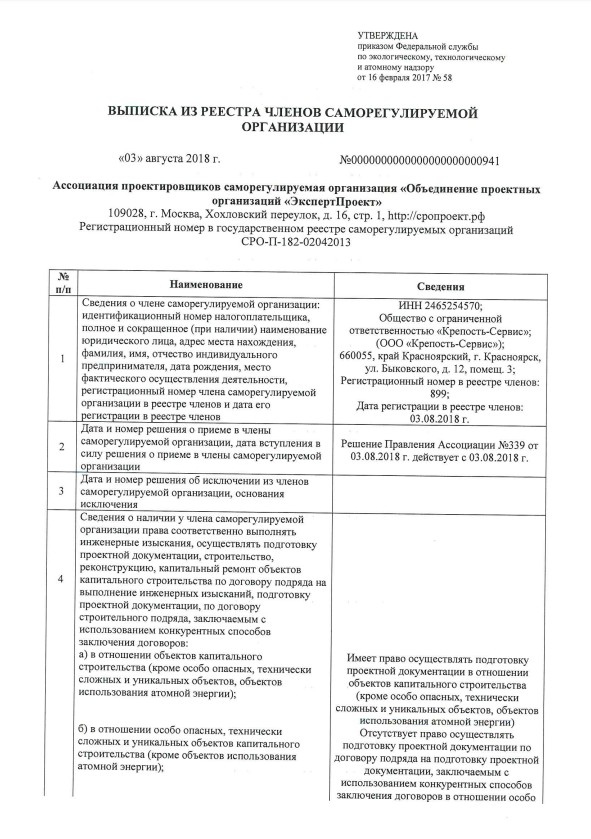 УТВЕРЖДЕНА
приказом Федеральной службы
по экологическому, технологическому
и атомному надзору
от 16 февраля 2017 № 58
ВЫПИСКА ИЗ РЕЕСТРА ЧЛЕНОВ САМОРЕГУЛИРУЕМОЙ
ОРГАНИЗАЦИИ
«03» августа 2018 г.
№0000000000000000000000941
Ассоциация проектировщиков саморегулируемая организация «Объединение проектных
организаций «ЭкспертПроект»
109028, г. Москва, Хохловский переулок, д. 16, стр. 1, http://сропроект.рф
Регистрационный номер в государственном реестре саморегулируемых организаций
СРО-П-182-02042013
№
п/п
Наименование
Сведения
1
Сведения о члене саморегулируемой организации:
идентификационный номер налогоплательщика,
полное и сокращенное (при наличии) наименование
юридического лица, адрес места нахождения,
фамилия, имя, отчество индивидуального
предпринимателя, дата рождения, место
фактического осуществления деятельности,
регистрационный номер члена саморегулируемой
организации в реестре членов и дата его
регистрации в реестре членов
ИНН 2465254570;
Общество с ограниченной
ответственностью «Крепость-Сервис»;
(ООО «Крепость-Сервис»);
660055, край Красноярский, г. Красноярск,
ул. Быковского, д. 12, помещ. 3;
Регистрационный номер в реестре членов:
899;
Дата регистрации в реестре членов:
03.08.2018 г.
2
Дата и номер решения о приеме в члены
саморегулируемой организации, дата вступления в
силу решения о приеме в члены саморегулируемой
организации
Решение Правления Ассоциации №339 от
03.08.2018 г. действует с 03.08.2018 г.
3
Дата и номер решения об исключении из членов
саморегулируемой организации, основания
исключения
4
Сведения о наличии у члена саморегулируемой
организации права соответственно выполнять
инженерные изыскания, осуществлять подготовку
проектной документации, строительство,
реконструкцию, капитальный ремонт объектов
капитального строительства по договору подряда на
выполнение инженерных изысканий, подготовку
проектной документации, по договору
строительного подряда, заключаемым с
использованием конкурентных способов
заключения договоров:
а) в отношении объектов капитального
строительства (кроме особо опасных, технически
сложных и уникальных объектов, объектов
использования атомной энергии);
б) в отношении особо опасных, технически
сложных и уникальных объектов капитального
строительства (кроме объектов использования
атомной энергии);
Имеет право осуществлять подготовку
проектной документации в отношении
объектов капитального строительства
(кроме особо опасных, технически
сложных и уникальных объектов, объектов
использования атомной энергии)
Отсутствует право осуществлять
подготовку проектной документации по
договору подряда на подготовку проектной
документации, заключаемым с
использованием конкурентных способов
заключения договоров в отношении особо